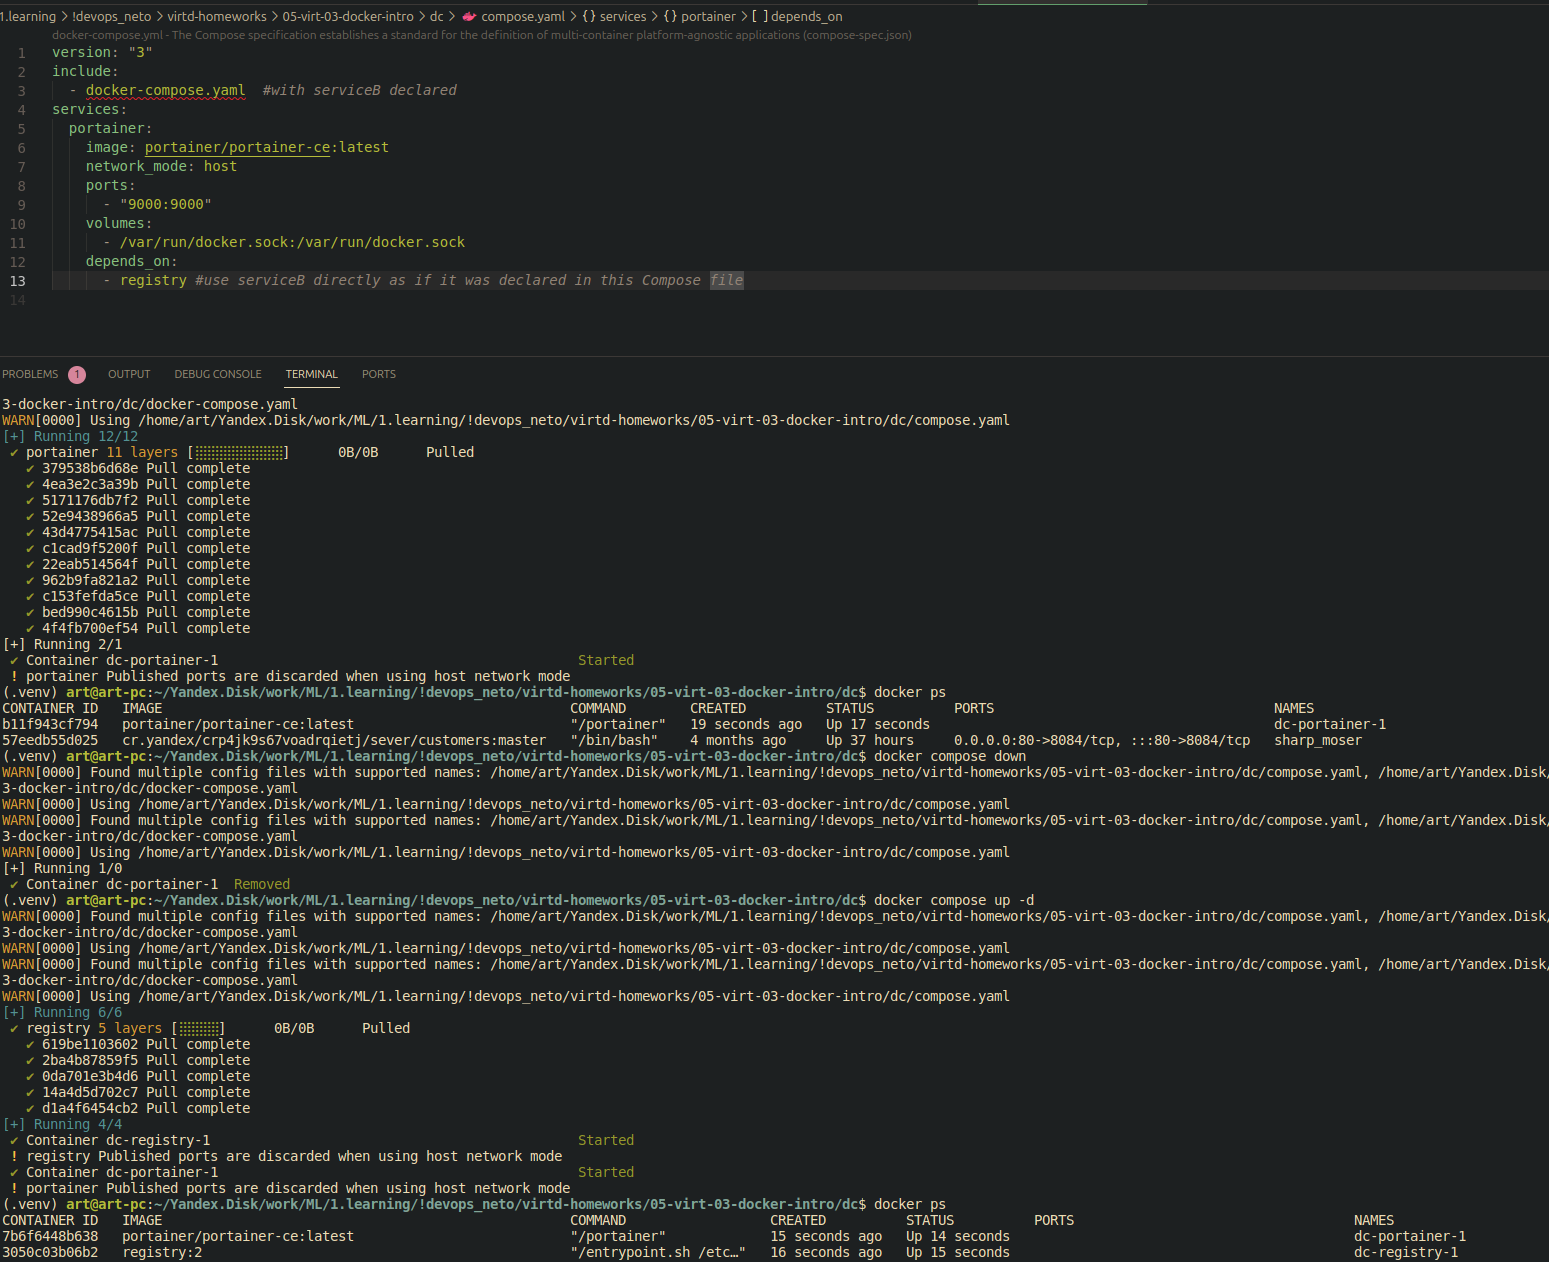 1.learning > !devops_neto > virtd-homeworks > 05-virt-03-docker-intro > dc > compose.yaml > {} services > {} portainer > [ ] depends_on
docker-compose.yml - The Compose specification establishes a standard for the definition of multi-container platform-agnostic applications (compose-spec.json)
1 version: "3"
2 include:
3 - docker-compose.yaml #with serviceB declared
4 services:
5 portainer:
6 image: portainer/portainer-ce:latest
7 network_mode: host
8 ports:
9 - "9000:9000"
10 volumes:
11 - /var/run/docker.sock:/var/run/docker.sock
12 depends_on:
13 - registry #use serviceB directly as if it was declared in this Compose file
14
PROBLEMS 1 OUTPUT DEBUG CONSOLE TERMINAL PORTS
3-docker-intro/dc/docker-compose.yaml
WARN[0000] Using /home/art/Yandex.Disk/work/ML/1.learning/!devops_neto/virtd-homeworks/05-virt-03-docker-intro/dc/compose.yaml
[+] Running 12/12
✔ portainer 11 layers [⣿⣿⣿⣿⣿⣿⣿⣿⣿⣿⣿] 0B/0B Pulled
✔ 379538b6d68e Pull complete
✔ 4ea3e2c3a39b Pull complete
✔ 5171176db7f2 Pull complete
✔ 52e9438966a5 Pull complete
✔ 43d4775415ac Pull complete
✔ c1cad9f5200f Pull complete
✔ 22eab514564f Pull complete
✔ 962b9fa821a2 Pull complete
✔ c153fefda5ce Pull complete
✔ bed990c4615b Pull complete
✔ 4f4fb700ef54 Pull complete
[+] Running 2/1
✔ Container dc-portainer-1 Started
! portainer Published ports are discarded when using host network mode
(.venv) art@art-pc:~/Yandex.Disk/work/ML/1.learning/!devops_neto/virtd-homeworks/05-virt-03-docker-intro/dc$ docker ps
CONTAINER ID IMAGE COMMAND CREATED STATUS PORTS NAMES
b11f943cf794 portainer/portainer-ce:latest "/portainer" 19 seconds ago Up 17 seconds dc-portainer-1
57eedb55d025 cr.yandex/crp4jk9s67voadrqietj/sever/customers:master "/bin/bash" 4 months ago Up 37 hours 0.0.0.0:80->8084/tcp, :::80->8084/tcp sharp_moser
(.venv) art@art-pc:~/Yandex.Disk/work/ML/1.learning/!devops_neto/virtd-homeworks/05-virt-03-docker-intro/dc$ docker compose down
WARN[0000] Found multiple config files with supported names: /home/art/Yandex.Disk/work/ML/1.learning/!devops_neto/virtd-homeworks/05-virt-03-docker-intro/dc/compose.yaml, /home/art/Yandex.Disk/
3-docker-intro/dc/docker-compose.yaml
WARN[0000] Using /home/art/Yandex.Disk/work/ML/1.learning/!devops_neto/virtd-homeworks/05-virt-03-docker-intro/dc/compose.yaml
WARN[0000] Found multiple config files with supported names: /home/art/Yandex.Disk/work/ML/1.learning/!devops_neto/virtd-homeworks/05-virt-03-docker-intro/dc/compose.yaml, /home/art/Yandex.Disk/
3-docker-intro/dc/docker-compose.yaml
WARN[0000] Using /home/art/Yandex.Disk/work/ML/1.learning/!devops_neto/virtd-homeworks/05-virt-03-docker-intro/dc/compose.yaml
[+] Running 1/0
✔ Container dc-portainer-1 Removed
(.venv) art@art-pc:~/Yandex.Disk/work/ML/1.learning/!devops_neto/virtd-homeworks/05-virt-03-docker-intro/dc$ docker compose up -d
WARN[0000] Found multiple config files with supported names: /home/art/Yandex.Disk/work/ML/1.learning/!devops_neto/virtd-homeworks/05-virt-03-docker-intro/dc/compose.yaml, /home/art/Yandex.Disk/
3-docker-intro/dc/docker-compose.yaml
WARN[0000] Using /home/art/Yandex.Disk/work/ML/1.learning/!devops_neto/virtd-homeworks/05-virt-03-docker-intro/dc/compose.yaml
WARN[0000] Found multiple config files with supported names: /home/art/Yandex.Disk/work/ML/1.learning/!devops_neto/virtd-homeworks/05-virt-03-docker-intro/dc/compose.yaml, /home/art/Yandex.Disk/
3-docker-intro/dc/docker-compose.yaml
WARN[0000] Using /home/art/Yandex.Disk/work/ML/1.learning/!devops_neto/virtd-homeworks/05-virt-03-docker-intro/dc/compose.yaml
[+] Running 6/6
✔ registry 5 layers [⣿⣿⣿⣿⣿] 0B/0B Pulled
✔ 619be1103602 Pull complete
✔ 2ba4b87859f5 Pull complete
✔ 0da701e3b4d6 Pull complete
✔ 14a4d5d702c7 Pull complete
✔ d1a4f6454cb2 Pull complete
[+] Running 4/4
✔ Container dc-registry-1 Started
! registry Published ports are discarded when using host network mode
✔ Container dc-portainer-1 Started
! portainer Published ports are discarded when using host network mode
(.venv) art@art-pc:~/Yandex.Disk/work/ML/1.learning/!devops_neto/virtd-homeworks/05-virt-03-docker-intro/dc$ docker ps
CONTAINER ID IMAGE COMMAND CREATED STATUS PORTS NAMES
7b6f6448b638 portainer/portainer-ce:latest "/portainer" 15 seconds ago Up 14 seconds dc-portainer-1
3050c03b06b2 registry:2 "/entrypoint.sh /etc…" 16 seconds ago Up 15 seconds dc-registry-1